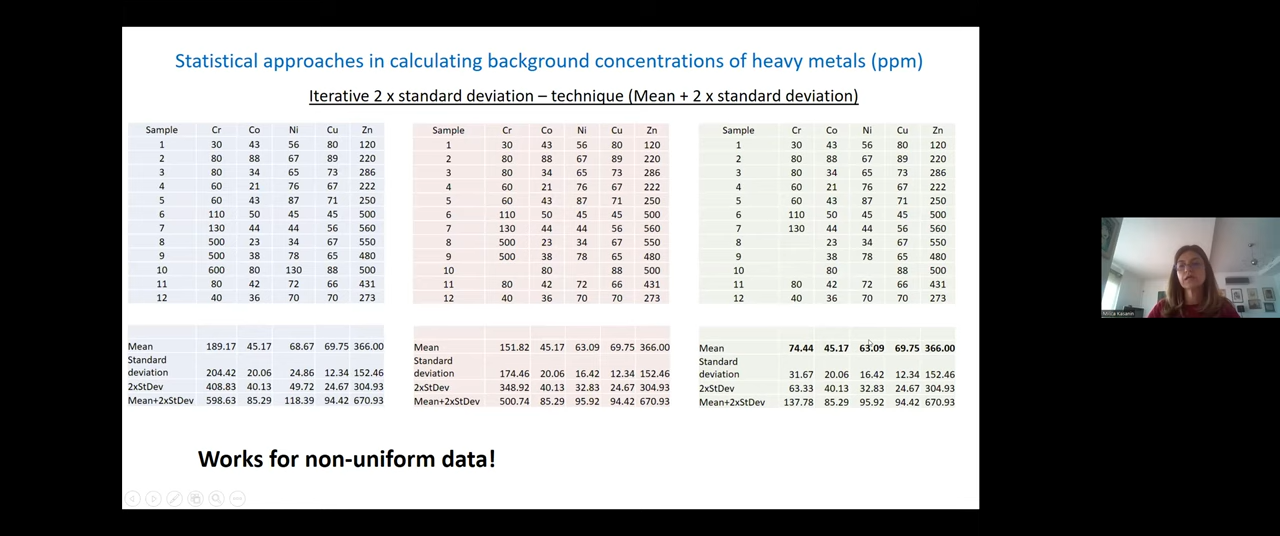 Statistical approaches in calculating background concentrations of heavy metals (ppm)
Iterative 2 x standard deviation – technique (Mean + 2 x standard deviation)
Sample Cr Co Ni Cu Zn
1 30 43 56 80 120
2 80 88 67 89 220
3 80 34 65 73 286
4 60 21 76 67 222
5 60 43 87 71 250
6 110 50 45 45 500
7 130 44 44 56 560
8 500 23 34 67 550
9 500 38 78 65 480
10 600 80 130 88 500
11 80 42 72 66 431
12 40 36 70 70 273
Mean 189.17 45.17 68.67 69.75 366.00
Standard
deviation 204.42 20.06 24.86 12.34 152.46
2xStDev 408.83 40.13 49.72 24.67 304.93
Mean+2xStDev 598.63 85.29 118.39 94.42 670.93
Sample Cr Co Ni Cu Zn
1 30 43 56 80 120
2 80 88 67 89 220
3 80 34 65 73 286
4 60 21 76 67 222
5 60 43 87 71 250
6 110 50 45 45 500
7 130 44 44 56 560
8 500 23 34 67 550
9 500 38 78 65 480
10 80 88 500
11 80 42 72 66 431
12 40 36 70 70 273
Mean 151.82 45.17 63.09 69.75 366.00
Standard
deviation 174.46 20.06 16.42 12.34 152.46
2xStDev 348.92 40.13 32.83 24.67 304.93
Mean+2xStDev 500.74 85.29 95.92 94.42 670.93
Sample Cr Co Ni Cu Zn
1 30 43 56 80 120
2 80 88 67 89 220
3 80 34 65 73 286
4 60 21 76 67 222
5 60 43 87 71 250
6 110 50 45 45 500
7 130 44 44 56 560
8 23 34 67 550
9 38 78 65 480
10 80 88 500
11 80 42 72 66 431
12 40 36 70 70 273
Mean 74.44 45.17 63.09 69.75 366.00
Standard
deviation 31.67 20.06 16.42 12.34 152.46
2xStDev 63.33 40.13 32.83 24.67 304.93
Mean+2xStDev 137.78 85.29 95.92 94.42 670.93
Works for non-uniform data!